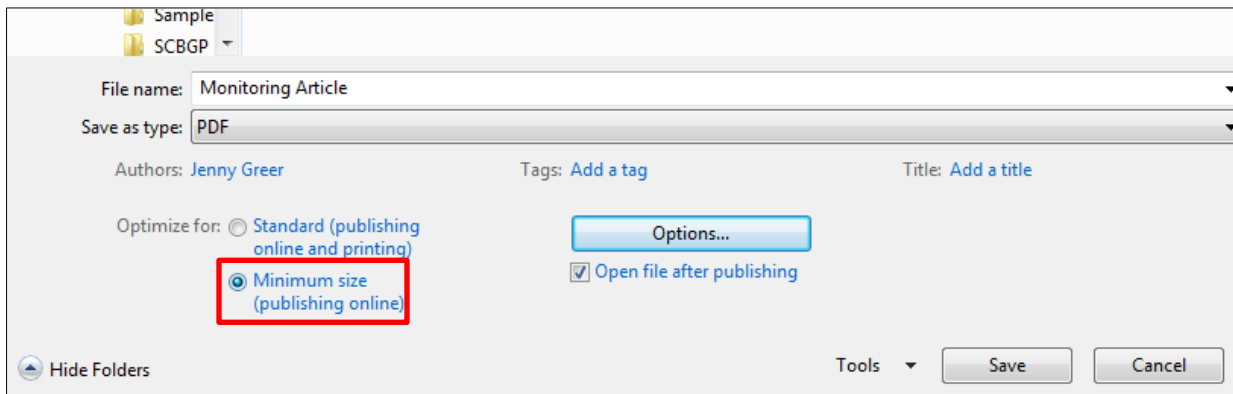 Sample
SCBGP
File name: Monitoring Article
Save as type: PDF
Authors: Jenny Greer Tags: Add a tag Title: Add a title
Optimize for: Standard (publishing
online and printing)
Options...
Minimum size
(publishing online)
Open file after publishing
Hide Folders Tools Save Cancel